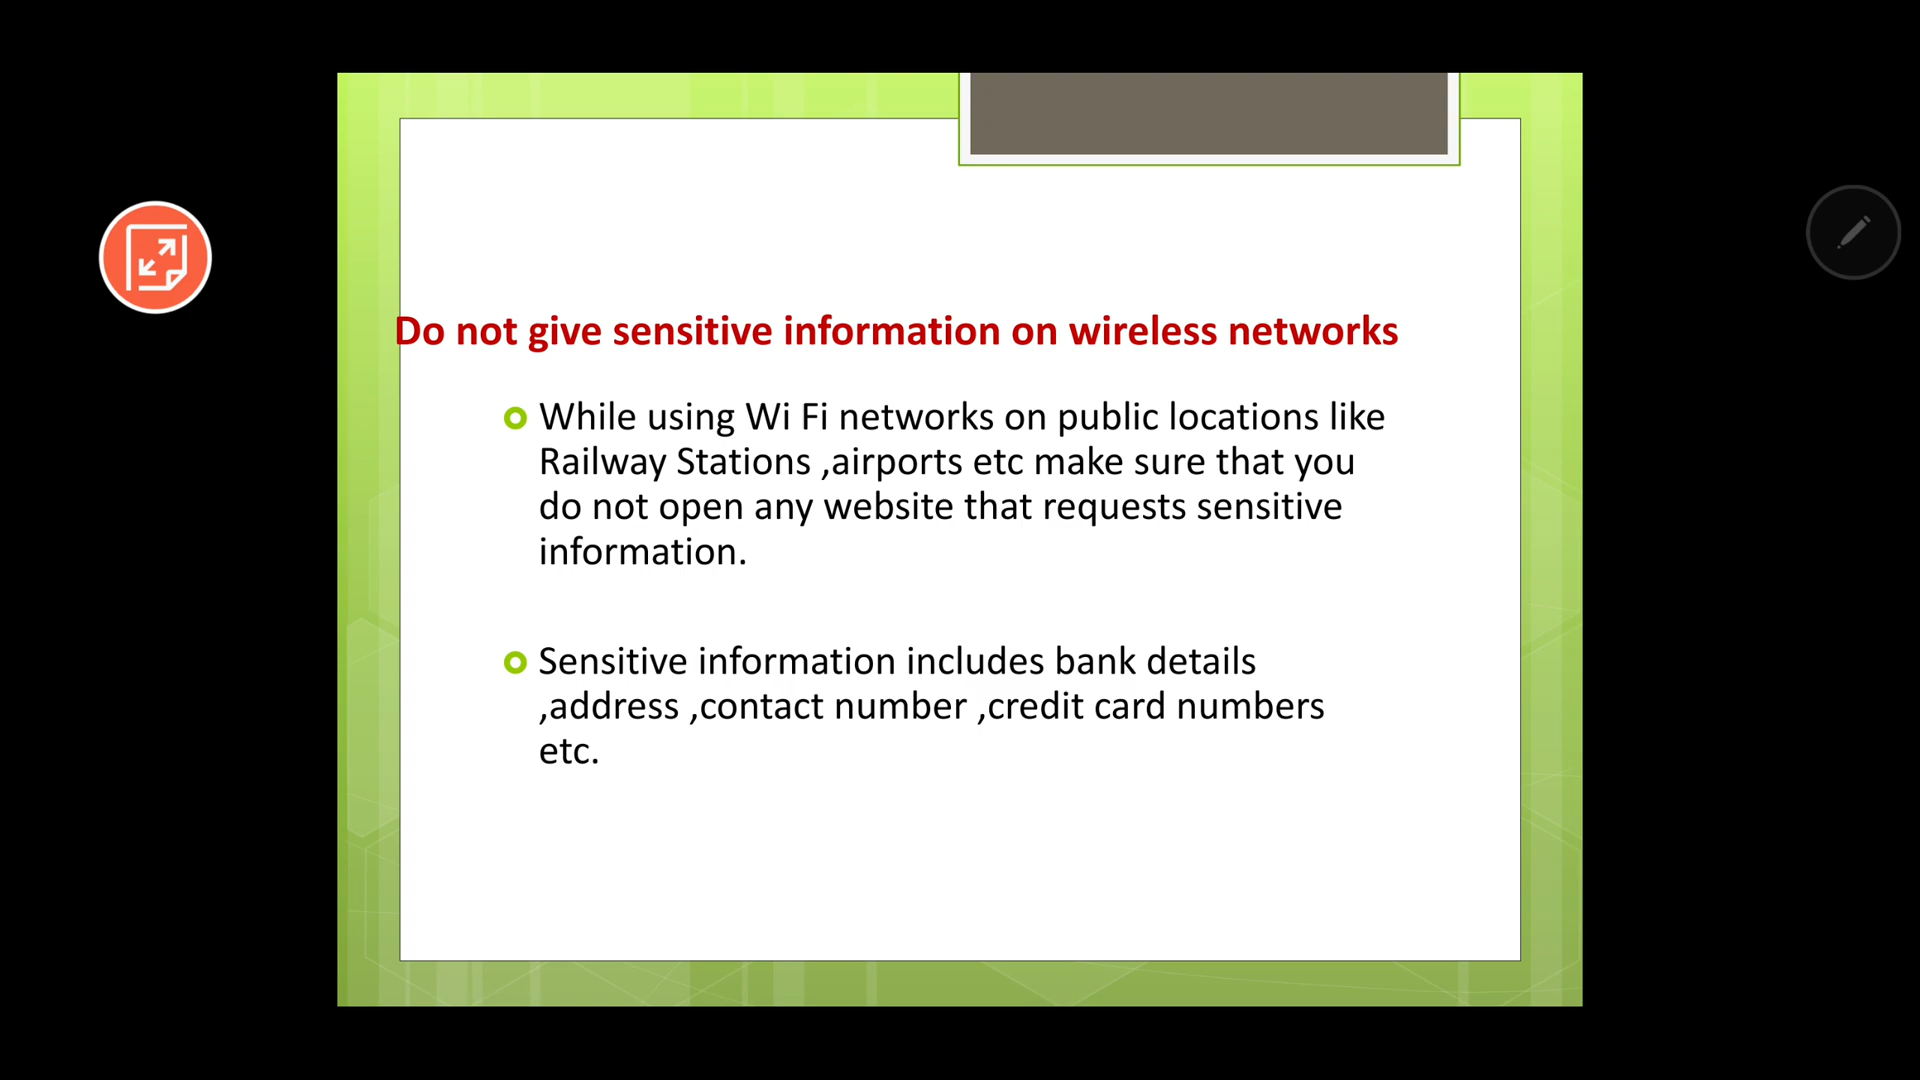 Do not give sensitive information on wireless networks
While using Wi Fi networks on public locations like
Railway Stations ,airports etc make sure that you
do not open any website that requests sensitive
information.
Sensitive information includes bank details
,address ,contact number ,credit card numbers
etc.